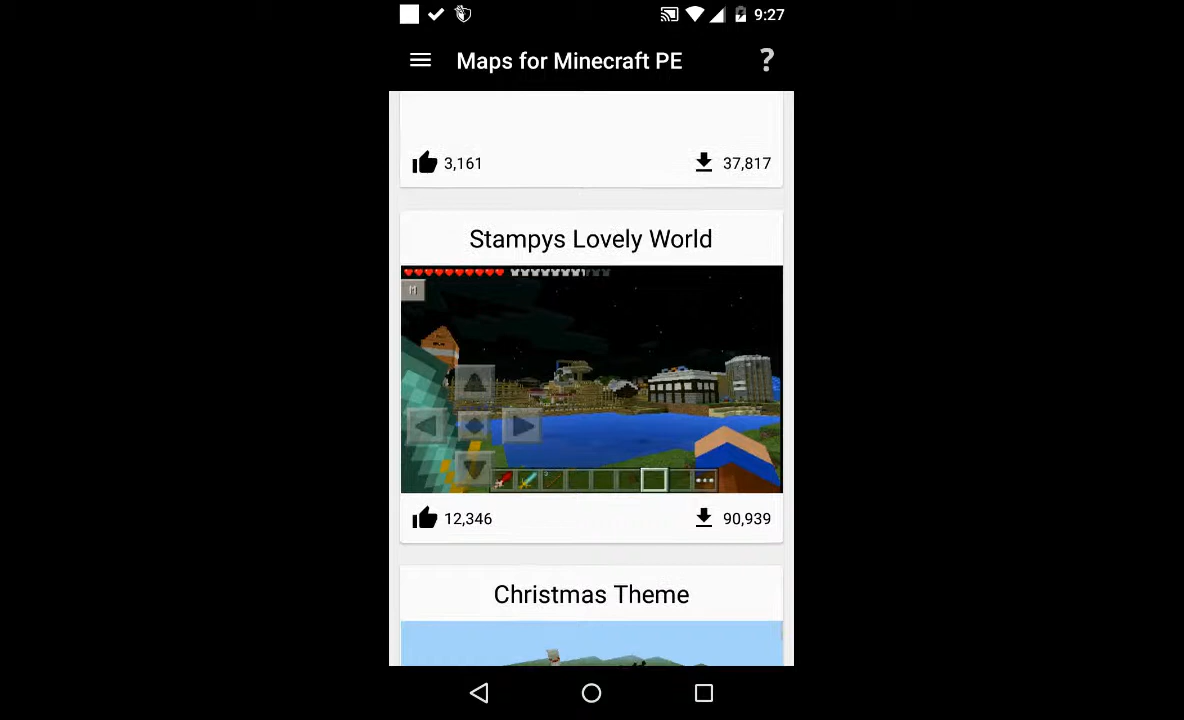 9:27
Maps for Minecraft PE
?
3,161
37,817
Stampys Lovely World
M
12,346
90,939
Christmas Theme